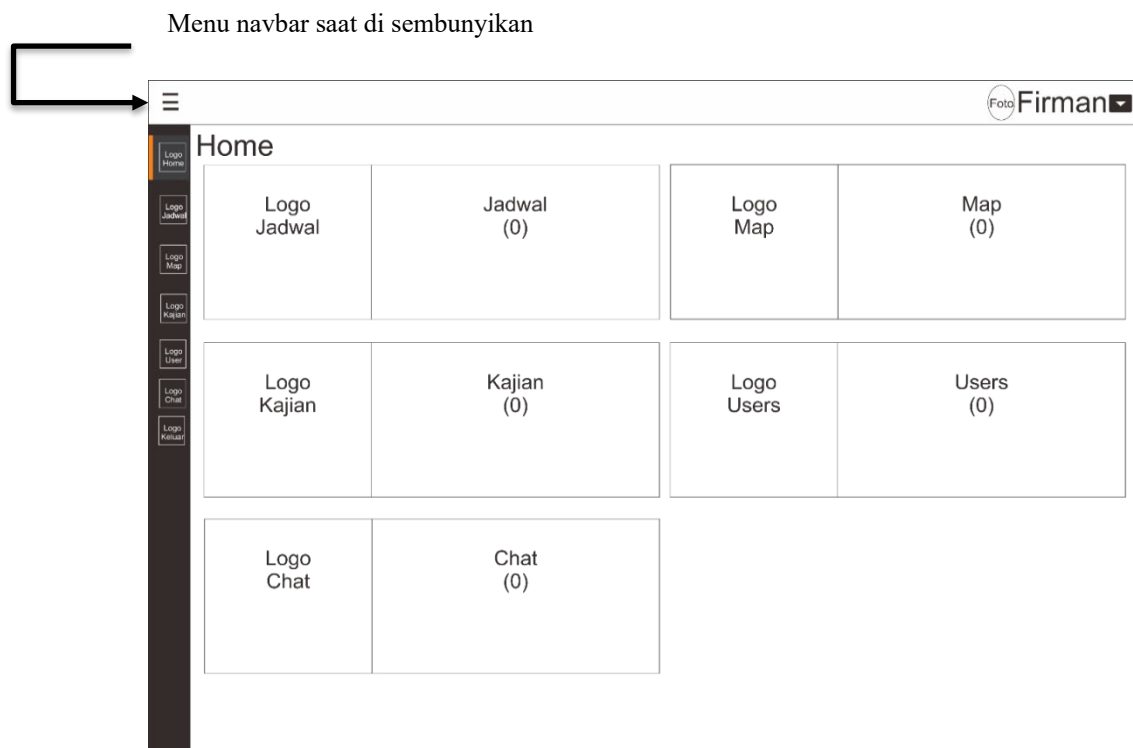 Menu navbar saat di sembunyikan
Foto Firman
Home
Logo
Home
Logo
Jadwal
Logo
Map
Logo
Kajian
Logo
User
Logo
Chat
Logo
Keluar
Logo
Jadwal
Jadwal
(0)
Logo
Map
Map
(0)
Logo
Kajian
Kajian
(0)
Logo
Users
Users
(0)
Logo
Chat
Chat
(0)